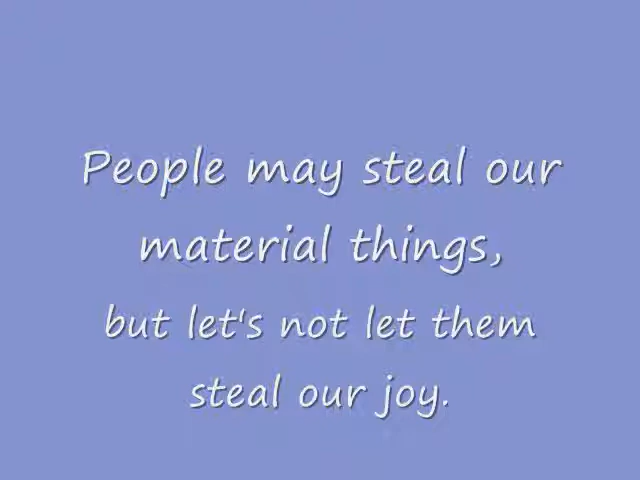 People may steal our
material things,
but let's not let them
steal our joy.